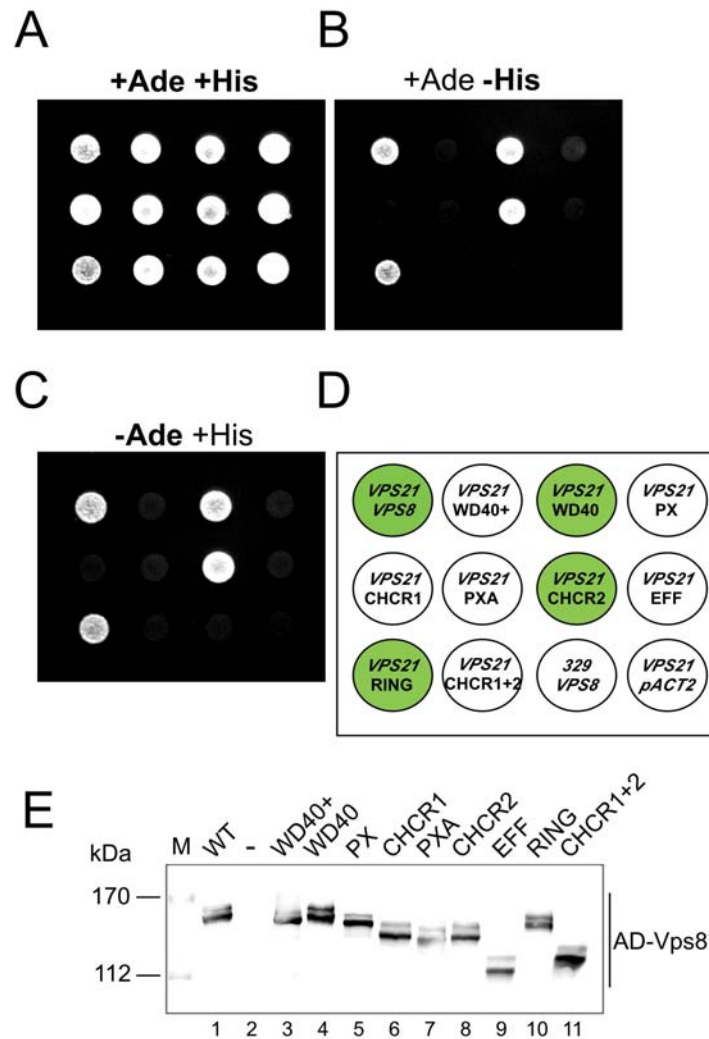 A
B
+Ade +His
+Ade -His
C
D
-Ade +His
VPS21
VPS8
VPS21
WD40+
VPS21
WD40
VPS21
PX
VPS21
CHCR1
VPS21
PXA
VPS21
CHCR2
VPS21
EFF
VPS21
RING
VPS21
CHCR1+2
329
VPS8
VPS21
pACT2
E
kDa
M
WT
-
WD40+
WD40
PX
CHCR1
PXA
CHCR2
EFF
RING
CHCR1+2
170
112
AD-Vps8
1 2 3 4 5 6 7 8 9 10 11